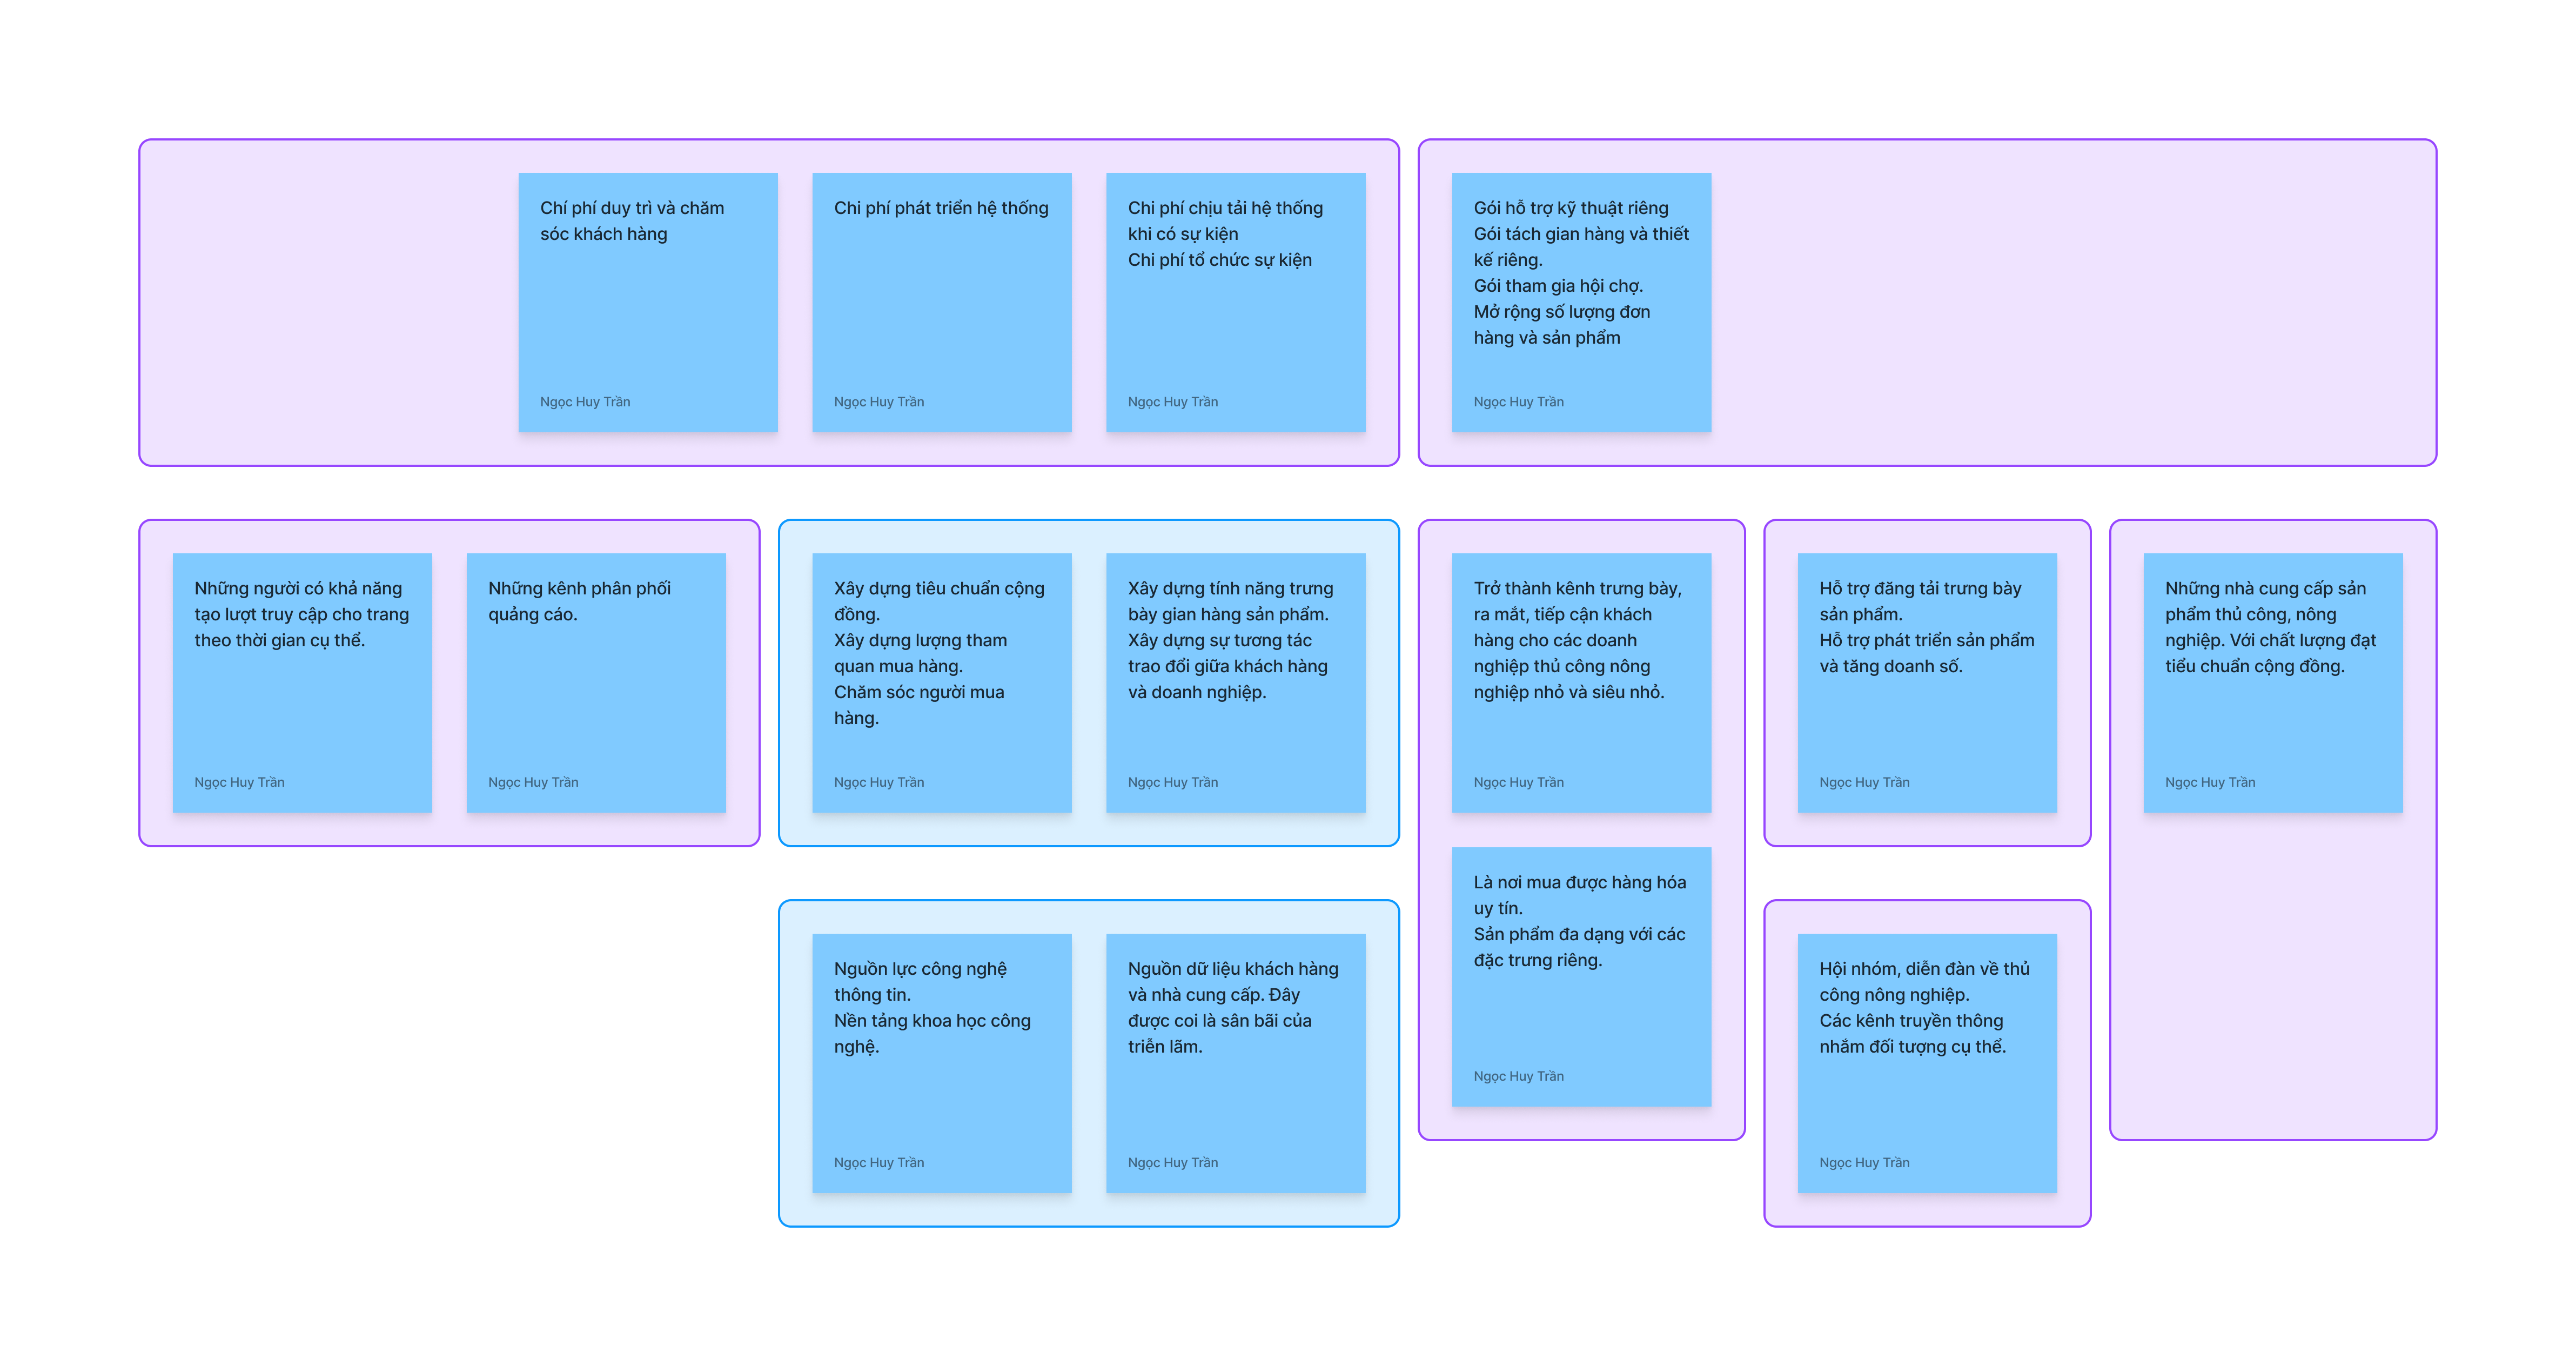 Chí phí duy trì và chăm
sóc khách hàng
Ngọc Huy Trần
Chi phí phát triển hệ thống
Ngọc Huy Trần
Chi phí chịu tải hệ thống
khi có sự kiện
Chi phí tổ chức sự kiện
Ngọc Huy Trần
Gói hỗ trợ kỹ thuật riêng
Gói tách gian hàng và thiết
kế riêng.
Gói tham gia hội chợ.
Mở rộng số lượng đơn
hàng và sản phẩm
Ngọc Huy Trần
Những người có khả năng
tạo lượt truy cập cho trang
theo thời gian cụ thể.
Ngọc Huy Trần
Những kênh phân phối
quảng cáo.
Ngọc Huy Trần
Xây dựng tiêu chuẩn cộng
đồng.
Xây dựng lượng tham
quan mua hàng.
Chăm sóc người mua
hàng.
Ngọc Huy Trần
Xây dựng tính năng trưng
bày gian hàng sản phẩm.
Xây dựng sự tương tác
trao đổi giữa khách hàng
và doanh nghiệp.
Ngọc Huy Trần
Trở thành kênh trưng bày,
ra mắt, tiếp cận khách
hàng cho các doanh
nghiệp thủ công nông
nghiệp nhỏ và siêu nhỏ.
Ngọc Huy Trần
Hỗ trợ đăng tải trưng bày
sản phẩm.
Hỗ trợ phát triển sản phẩm
và tăng doanh số.
Ngọc Huy Trần
Những nhà cung cấp sản
phẩm thủ công, nông
nghiệp. Với chất lượng đạt
tiểu chuẩn cộng đồng.
Ngọc Huy Trần
Nguồn lực công nghệ
thông tin.
Nền tảng khoa học công
nghệ.
Ngọc Huy Trần
Nguồn dữ liệu khách hàng
và nhà cung cấp. Đây
được coi là sân bãi của
triễn lãm.
Ngọc Huy Trần
Là nơi mua được hàng hóa
uy tín.
Sản phẩm đa dạng với các
đặc trưng riêng.
Ngọc Huy Trần
Hội nhóm, diễn đàn về thủ
công nông nghiệp.
Các kênh truyền thông
nhắm đối tượng cụ thể.
Ngọc Huy Trần